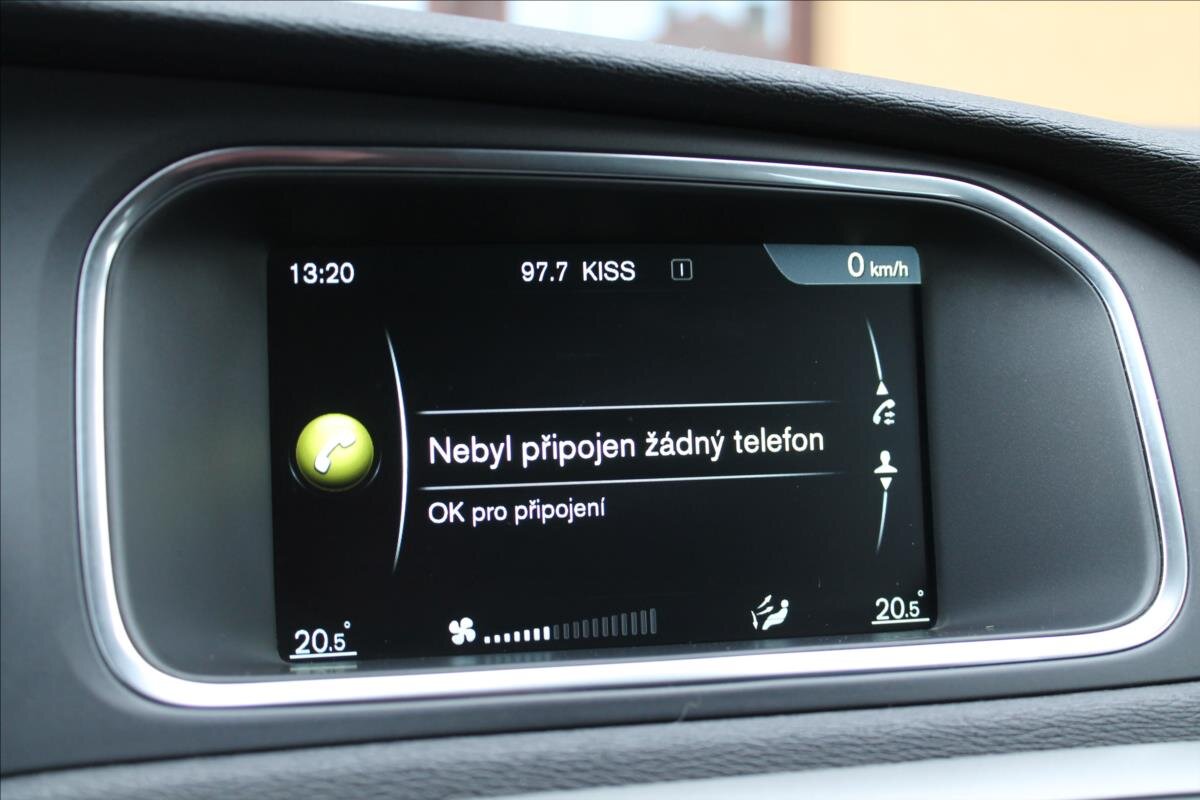 13:20 97.7 KISS I 0 km/h
Nebyl připojen žádný telefon
OK pro připojení
20.5° 20.5°